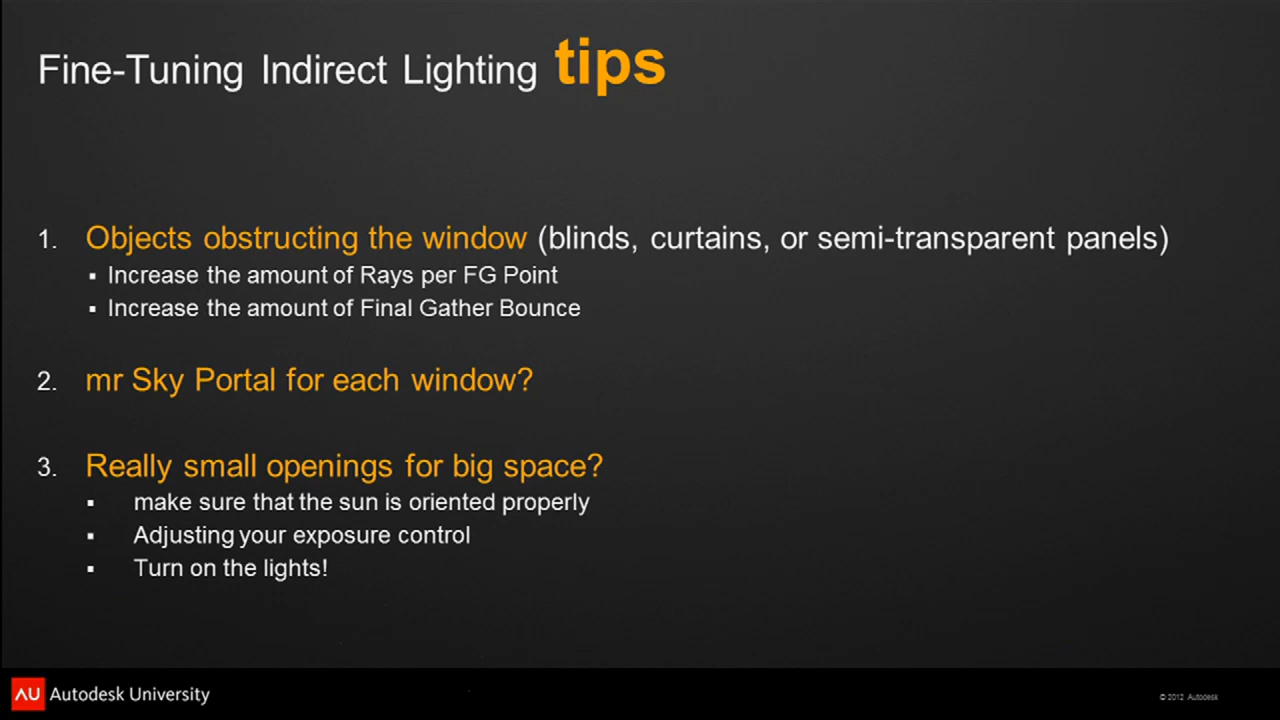 Fine-Tuning Indirect Lighting tips
1. Objects obstructing the window (blinds, curtains, or semi-transparent panels)
▪ Increase the amount of Rays per FG Point
▪ Increase the amount of Final Gather Bounce
2. mr Sky Portal for each window?
3. Really small openings for big space?
▪ make sure that the sun is oriented properly
▪ Adjusting your exposure control
▪ Turn on the lights!
AU Autodesk University
© 2012 Autodesk